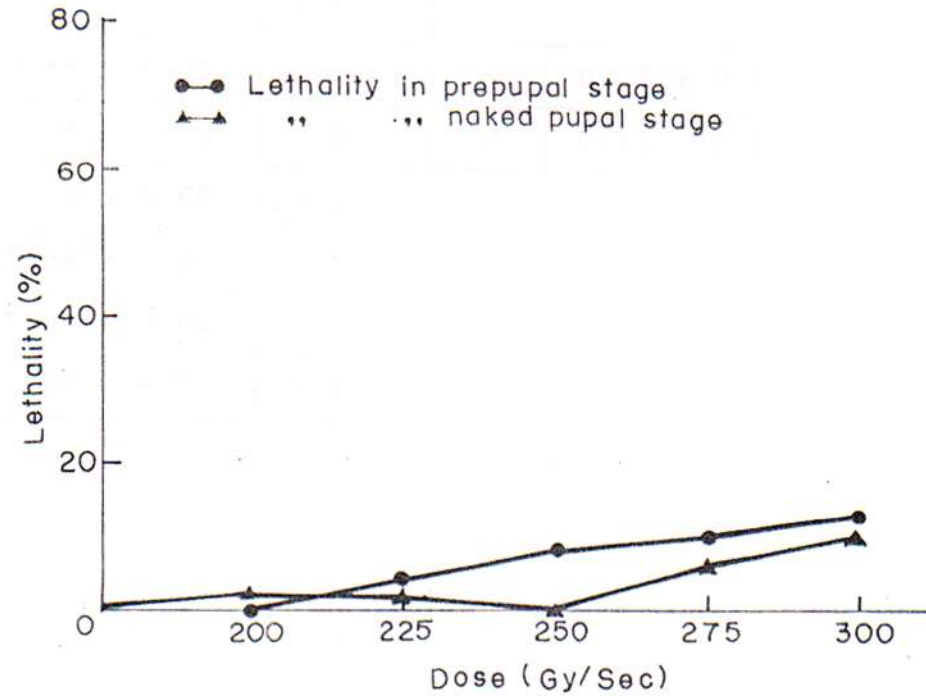 80
Lethality in prepupal stage
,, ,, naked pupal stage
60
Lethality (%)
40
20
0 200 225 250 275 300
Dose (Gy/Sec)